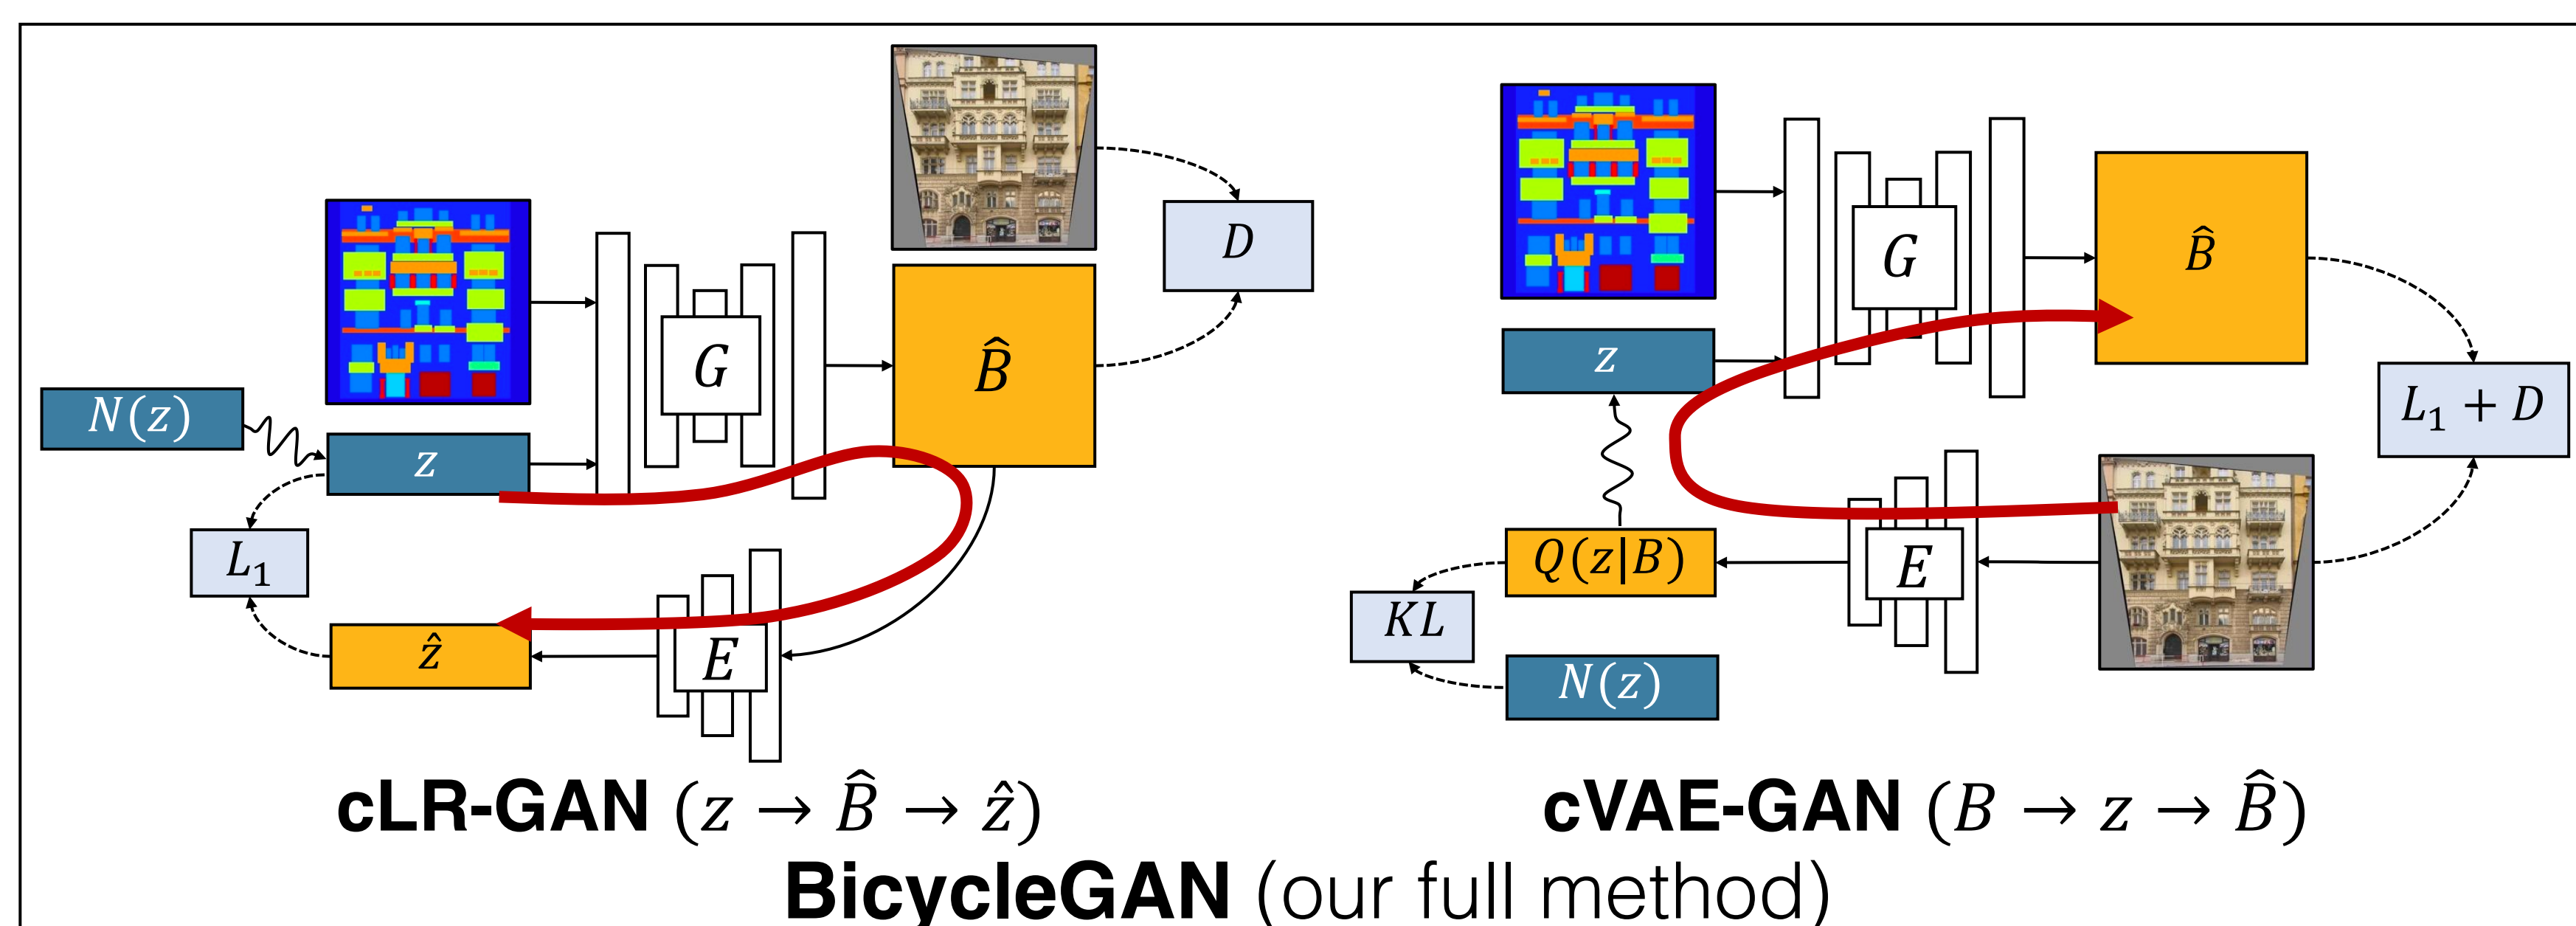 D
G
B̂
N(z)
z
L₁
E
ẑ
cLR-GAN (z → B̂ → ẑ)
G
B̂
z
L₁ + D
Q(z|B)
E
KL
N(z)
cVAE-GAN (B → z → B̂)
BicycleGAN (our full method)